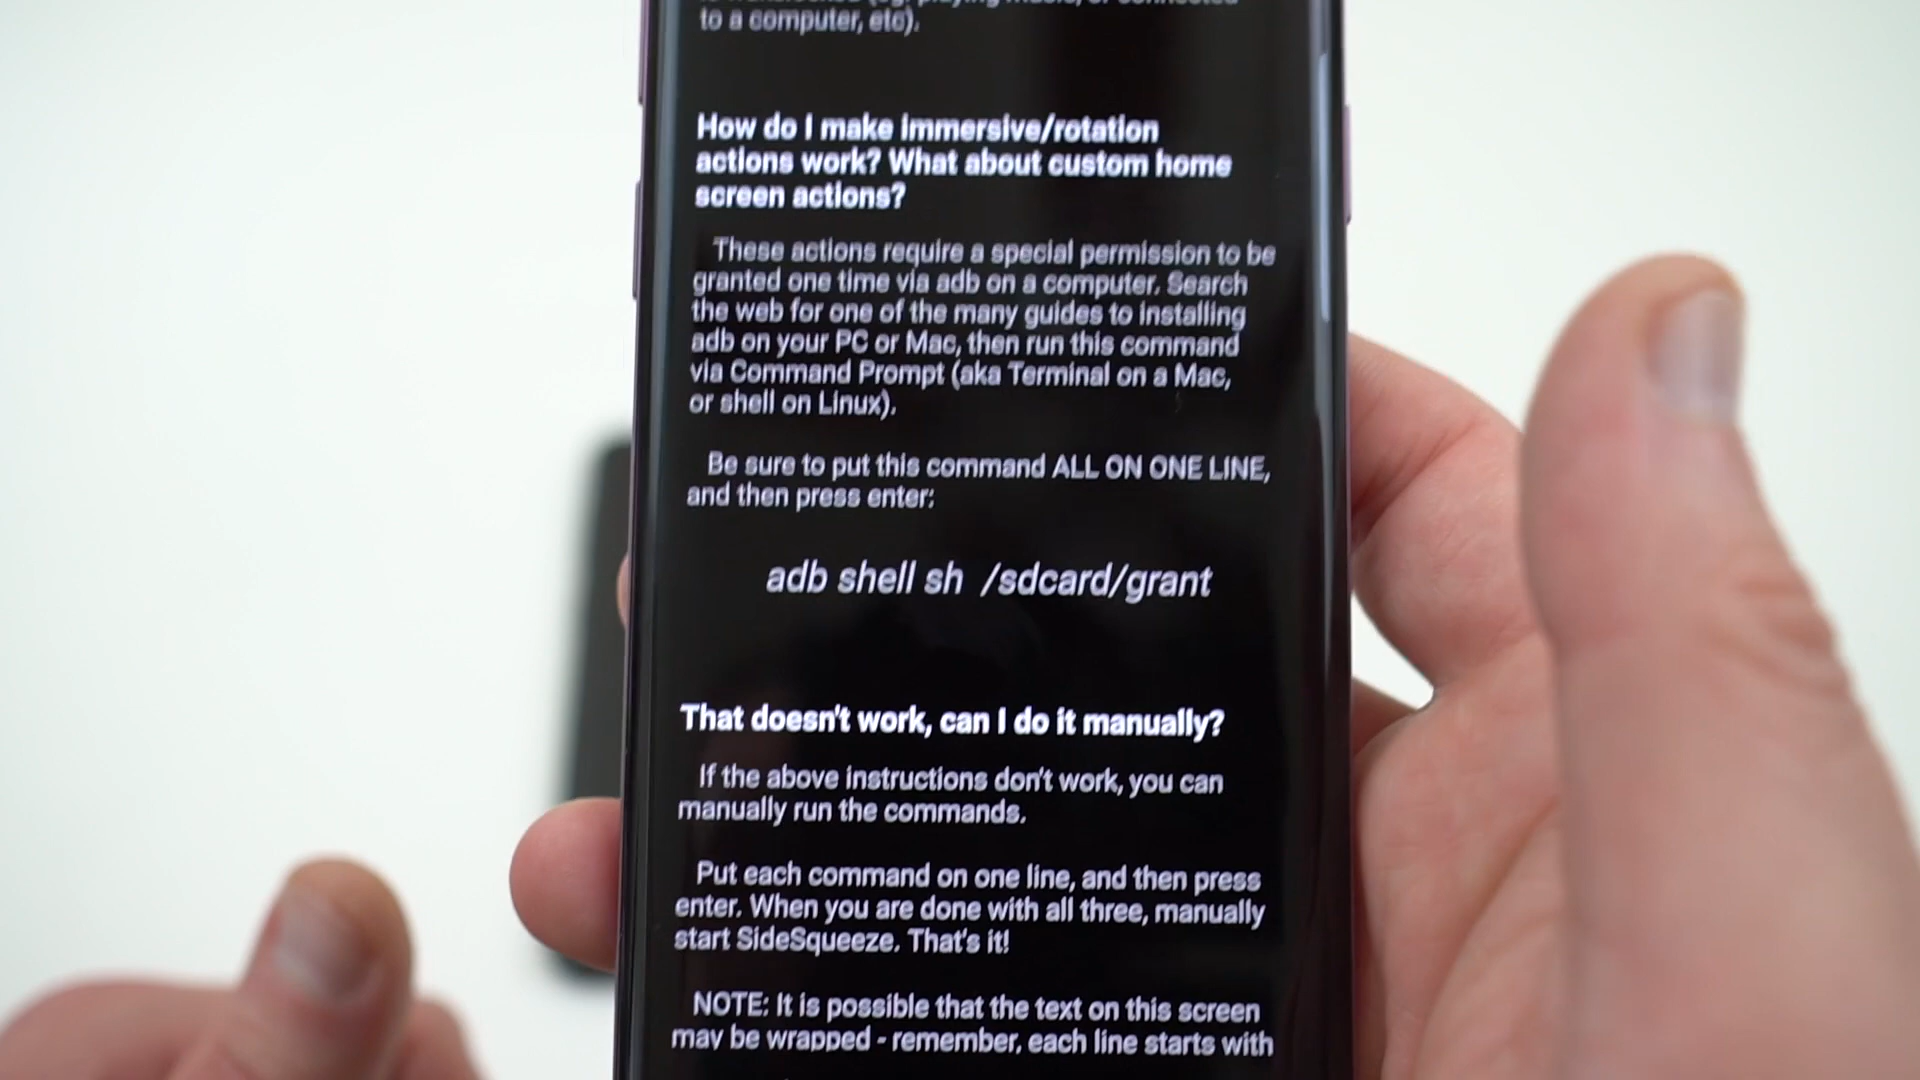 to a computer, etc).
How do I make immersive/rotation
actions work? What about custom home
screen actions?
These actions require a special permission to be
granted one time via adb on a computer. Search
the web for one of the many guides to installing
adb on your PC or Mac, then run this command
via Command Prompt (aka Terminal on a Mac,
or shell on Linux).
Be sure to put this command ALL ON ONE LINE,
and then press enter:
adb shell sh /sdcard/grant
That doesn't work, can I do it manually?
If the above instructions don't work, you can
manually run the commands.
Put each command on one line, and then press
enter. When you are done with all three, manually
start SideSqueeze. That's it!
NOTE: It is possible that the text on this screen
may be wrapped - remember, each line starts with